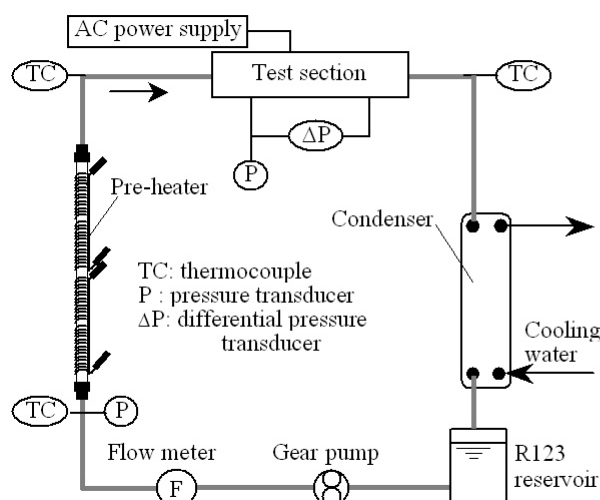 AC power supply
TC
Test section
TC
ΔP
P
Pre-heater
Condenser
TC: thermocouple
P : pressure transducer
ΔP: differential pressure
transducer
Cooling
water
TC
P
Flow meter
Gear pump
R123
reservoir
F